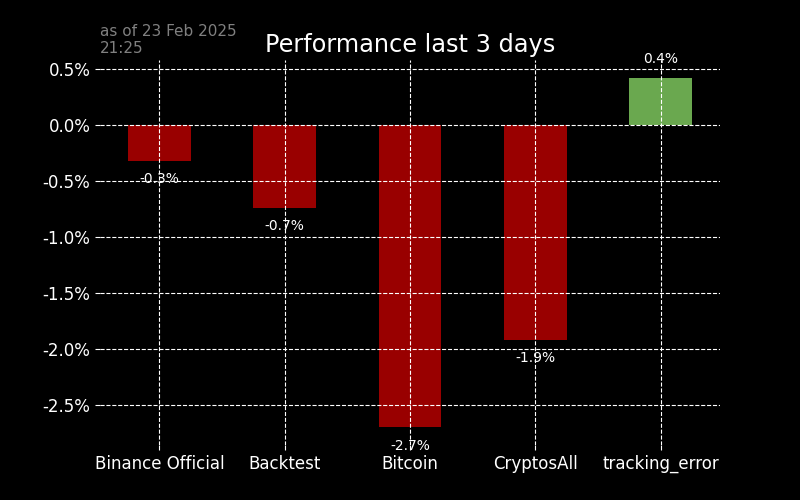 as of 23 Feb 2025
21:25
Performance last 3 days
0.5%
0.0%
-0.5%
-1.0%
-1.5%
-2.0%
-2.5%
-0.3%
-0.7%
-2.7%
-1.9%
0.4%
Binance Official
Backtest
Bitcoin
CryptosAll
tracking_error